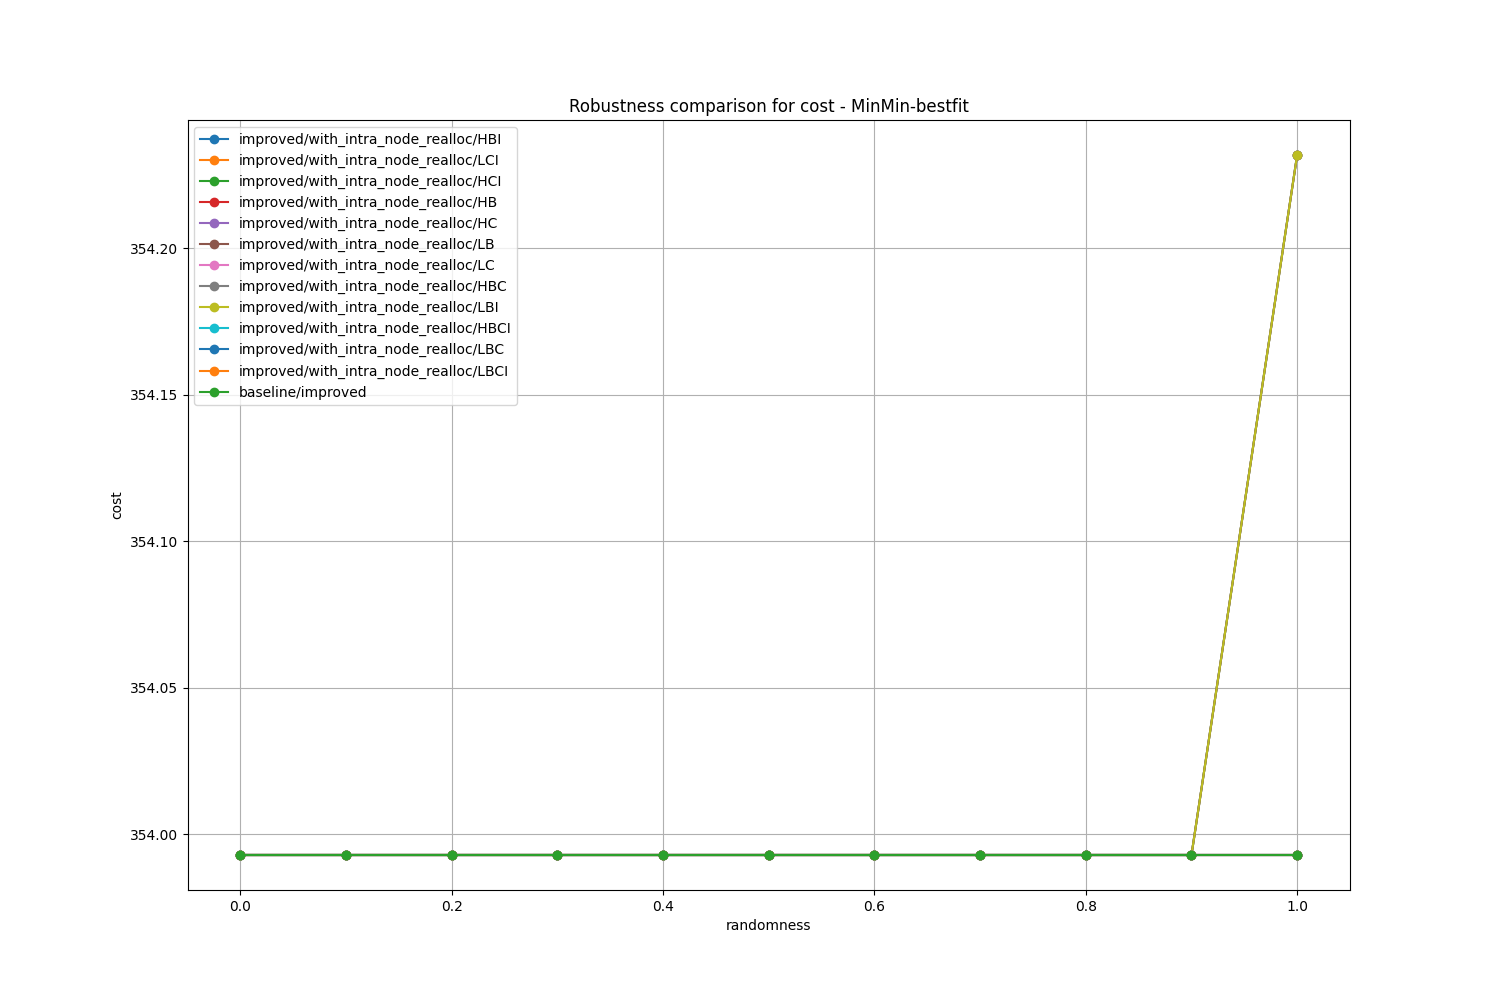 Robustness comparison for cost - MinMin-bestfit
improved/with_intra_node_realloc/HBI
improved/with_intra_node_realloc/LCI
improved/with_intra_node_realloc/HCI
improved/with_intra_node_realloc/HB
improved/with_intra_node_realloc/HC
improved/with_intra_node_realloc/LB
improved/with_intra_node_realloc/LC
improved/with_intra_node_realloc/HBC
improved/with_intra_node_realloc/LBI
improved/with_intra_node_realloc/HBCI
improved/with_intra_node_realloc/LBC
improved/with_intra_node_realloc/LBCI
baseline/improved
354.20
354.15
354.10
354.05
354.00
cost
0.0 0.2 0.4 0.6 0.8 1.0
randomness